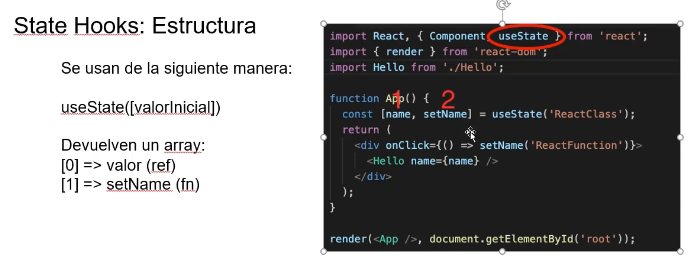 State Hooks: Estructura
Se usan de la siguiente manera:
useState([valorInicial])
Devuelven un array:
[0] => valor (ref)
[1] => setName (fn)
import React, { Component, useState } from 'react';
import { render } from 'react-dom';
import Hello from './Hello';
1 2
function App() {
const [name, setName] = useState('ReactClass');
return (
<div onClick={() => setName('ReactFunction')}>
<Hello name={name} />
</div>
);
}
render(<App />, document.getElementById('root'));